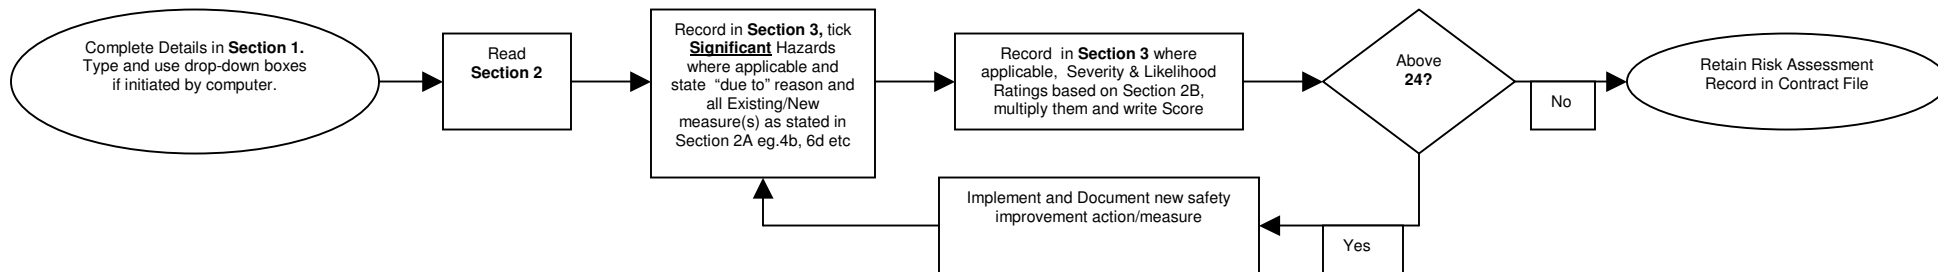 Complete Details in Section 1.
Type and use drop-down boxes
if initiated by computer.
Read
Section 2
Record in Section 3, tick
Significant Hazards
where applicable and
state “due to” reason and
all Existing/New
measure(s) as stated in
Section 2A eg.4b, 6d etc
Record in Section 3 where
applicable, Severity & Likelihood
Ratings based on Section 2B,
multiply them and write Score
Above
24?
No
Retain Risk Assessment
Record in Contract File
Implement and Document new safety
improvement action/measure
Yes